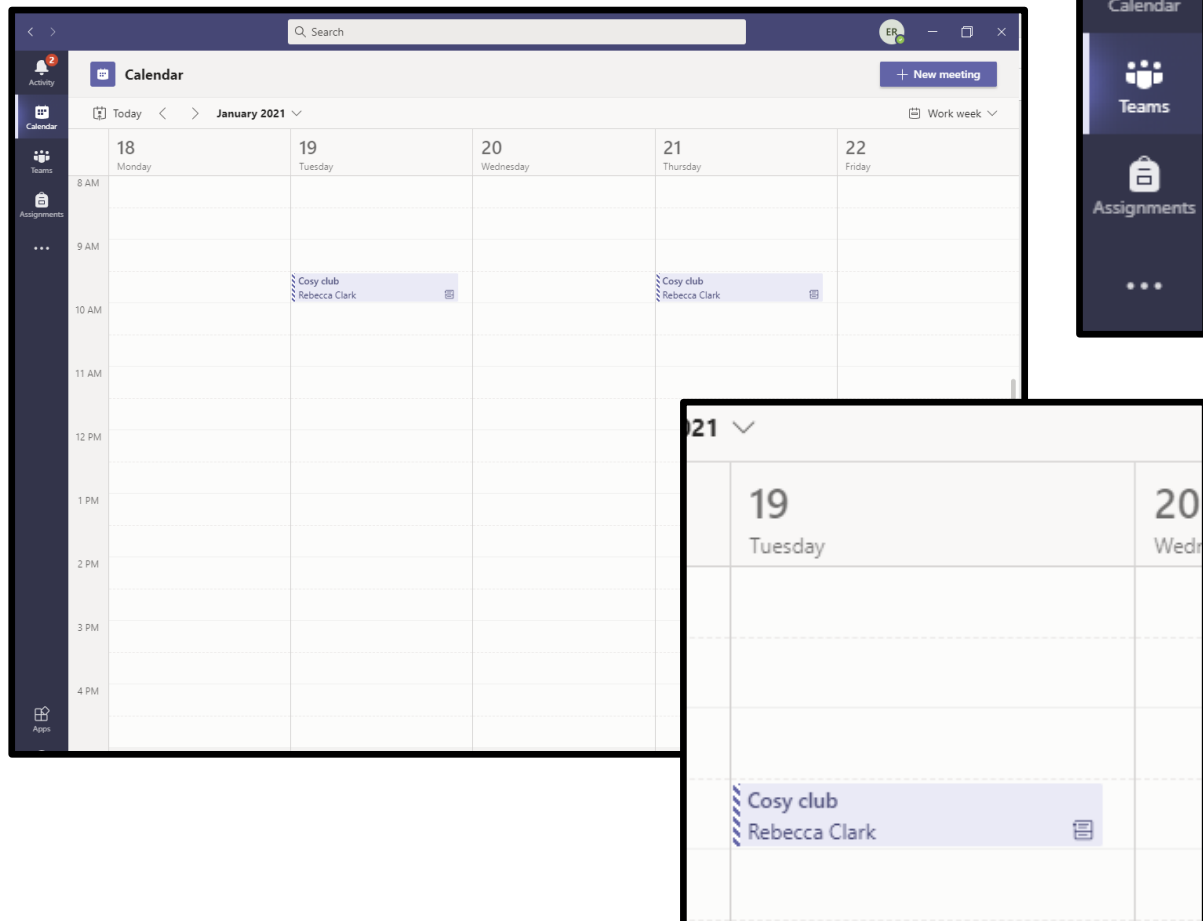 Search
ER
2
Activity
Calendar
Teams
Assignments
Apps
Calendar
+ New meeting
Today
January 2021
Work week
18
Monday
19
Tuesday
20
Wednesday
21
Thursday
22
Friday
8 AM
9 AM
10 AM
11 AM
12 PM
1 PM
2 PM
3 PM
4 PM
Cosy club
Rebecca Clark
Cosy club
Rebecca Clark
Calendar
Teams
Assignments
021
19
Tuesday
20
Wedn
Cosy club
Rebecca Clark